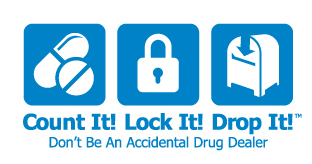 Count It! Lock It! Drop It!™
Don't Be An Accidental Drug Dealer